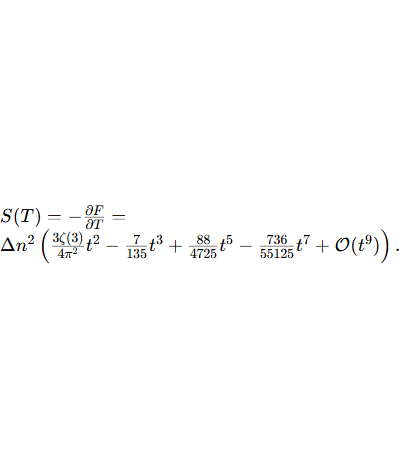 S(T) = −∂F/∂T =
Δn² (3ζ(3)/4π² t² − 7/135 t³ + 88/4725 t⁵ − 736/55125 t⁷ + 𝒪(t⁹)) .